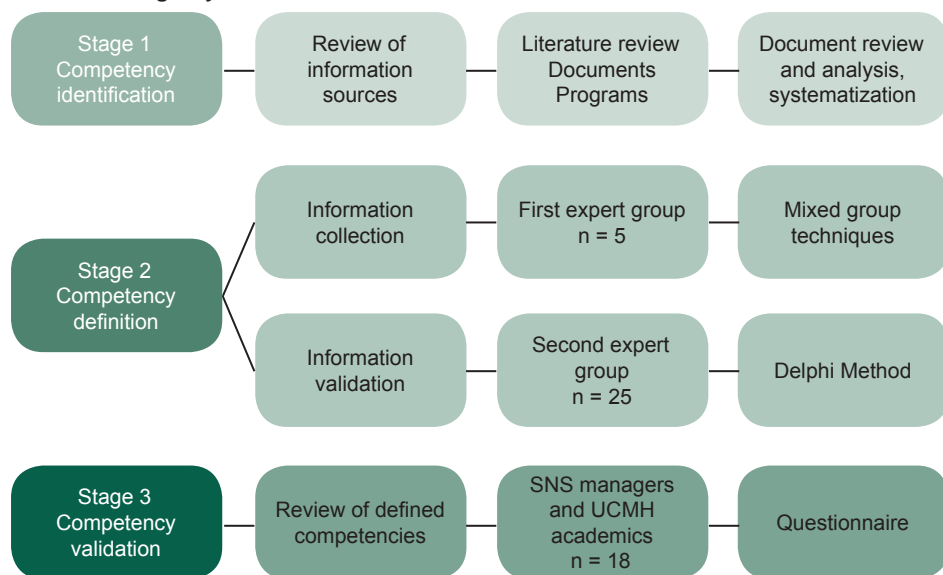 Stage 1
Competency
identification
Review of
information
sources
Literature review
Documents
Programs
Document review
and analysis,
systematization
Stage 2
Competency
definition
Information
collection
First expert group
n = 5
Mixed group
techniques
Information
validation
Second expert
group
n = 25
Delphi Method
Stage 3
Competency
validation
Review of defined
competencies
SNS managers
and UCMH
academics
n = 18
Questionnaire